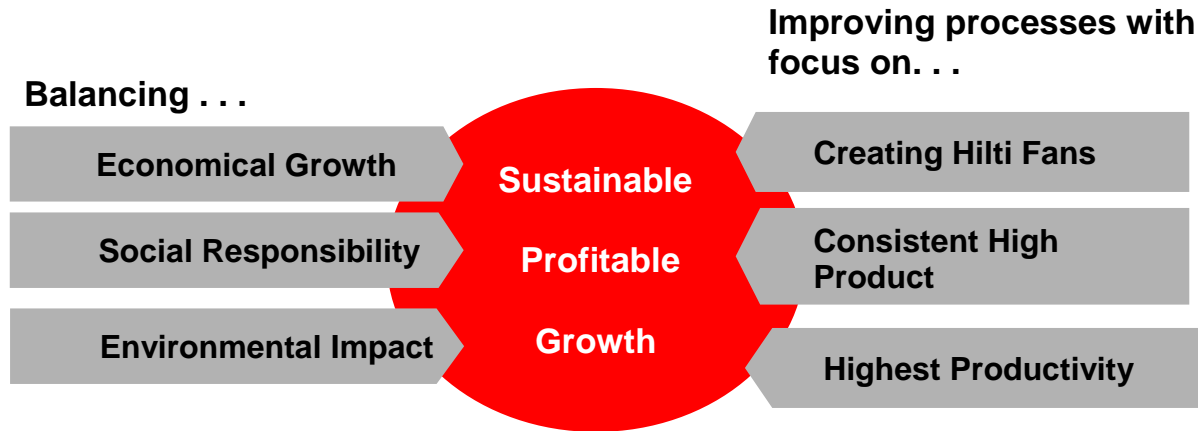 Balancing . . .
Economical Growth
Social Responsibility
Environmental Impact
Sustainable
Profitable
Growth
Improving processes with
focus on. . .
Creating Hilti Fans
Consistent High
Product
Highest Productivity